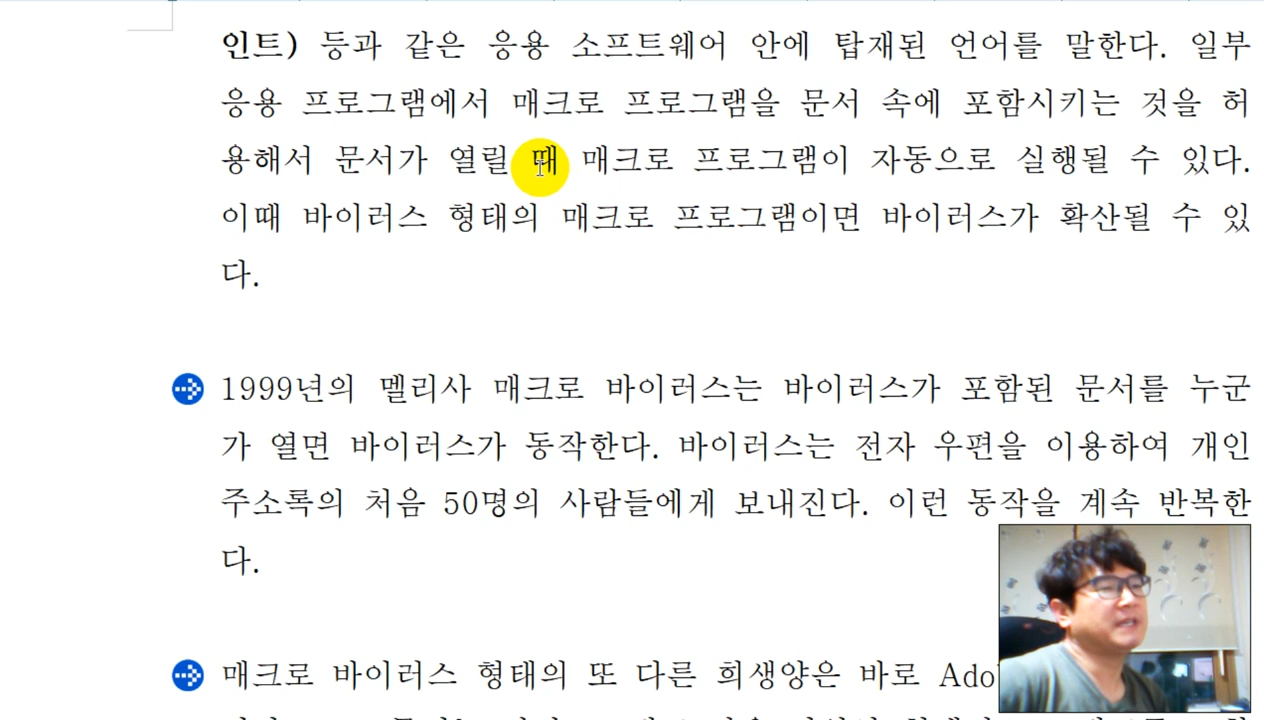 인트) 등과 같은 응용 소프트웨어 안에 탑재된 언어를 말한다. 일부
응용 프로그램에서 매크로 프로그램을 문서 속에 포함시키는 것을 허
용해서 문서가 열릴 때 매크로 프로그램이 자동으로 실행될 수 있다.
이때 바이러스 형태의 매크로 프로그램이면 바이러스가 확산될 수 있
다.
1999년의 멜리사 매크로 바이러스는 바이러스가 포함된 문서를 누군
가 열면 바이러스가 동작한다. 바이러스는 전자 우편을 이용하여 개인
주소록의 처음 50명의 사람들에게 보내진다. 이런 동작을 계속 반복한
다.
매크로 바이러스 형태의 또 다른 희생양은 바로